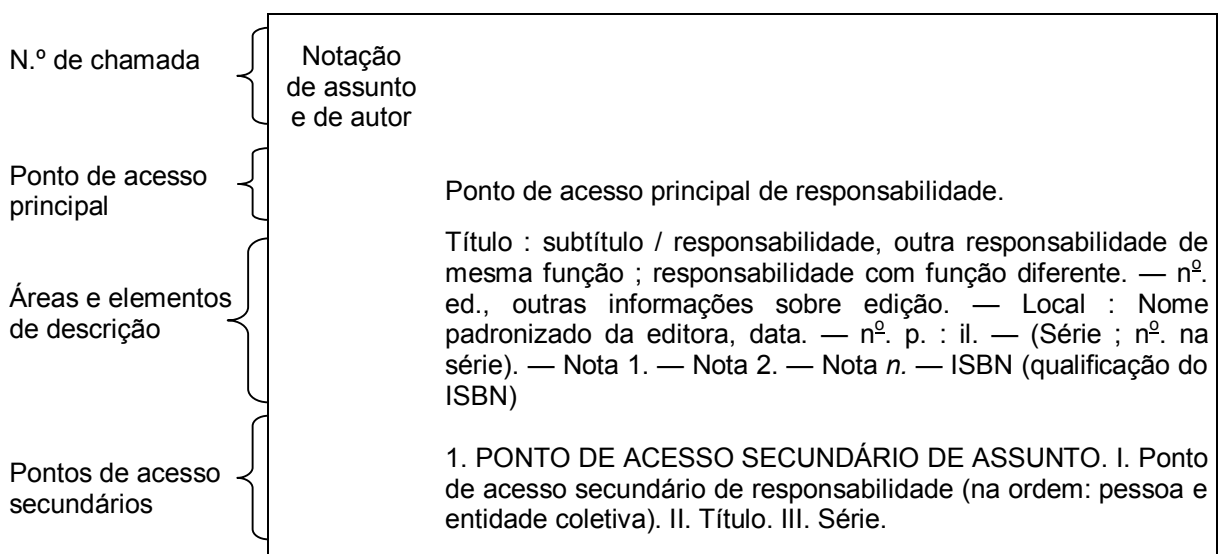 N.º de chamada
Notação
de assunto
e de autor
Ponto de acesso
principal
Ponto de acesso principal de responsabilidade.
Áreas e elementos
de descrição
Título : subtítulo / responsabilidade, outra responsabilidade de
mesma função ; responsabilidade com função diferente. — nº.
ed., outras informações sobre edição. — Local : Nome
padronizado da editora, data. — nº. p. : il. — (Série ; nº. na
série). — Nota 1. — Nota 2. — Nota n. — ISBN (qualificação do
ISBN)
Pontos de acesso
secundários
1. PONTO DE ACESSO SECUNDÁRIO DE ASSUNTO. I. Ponto
de acesso secundário de responsabilidade (na ordem: pessoa e
entidade coletiva). II. Título. III. Série.